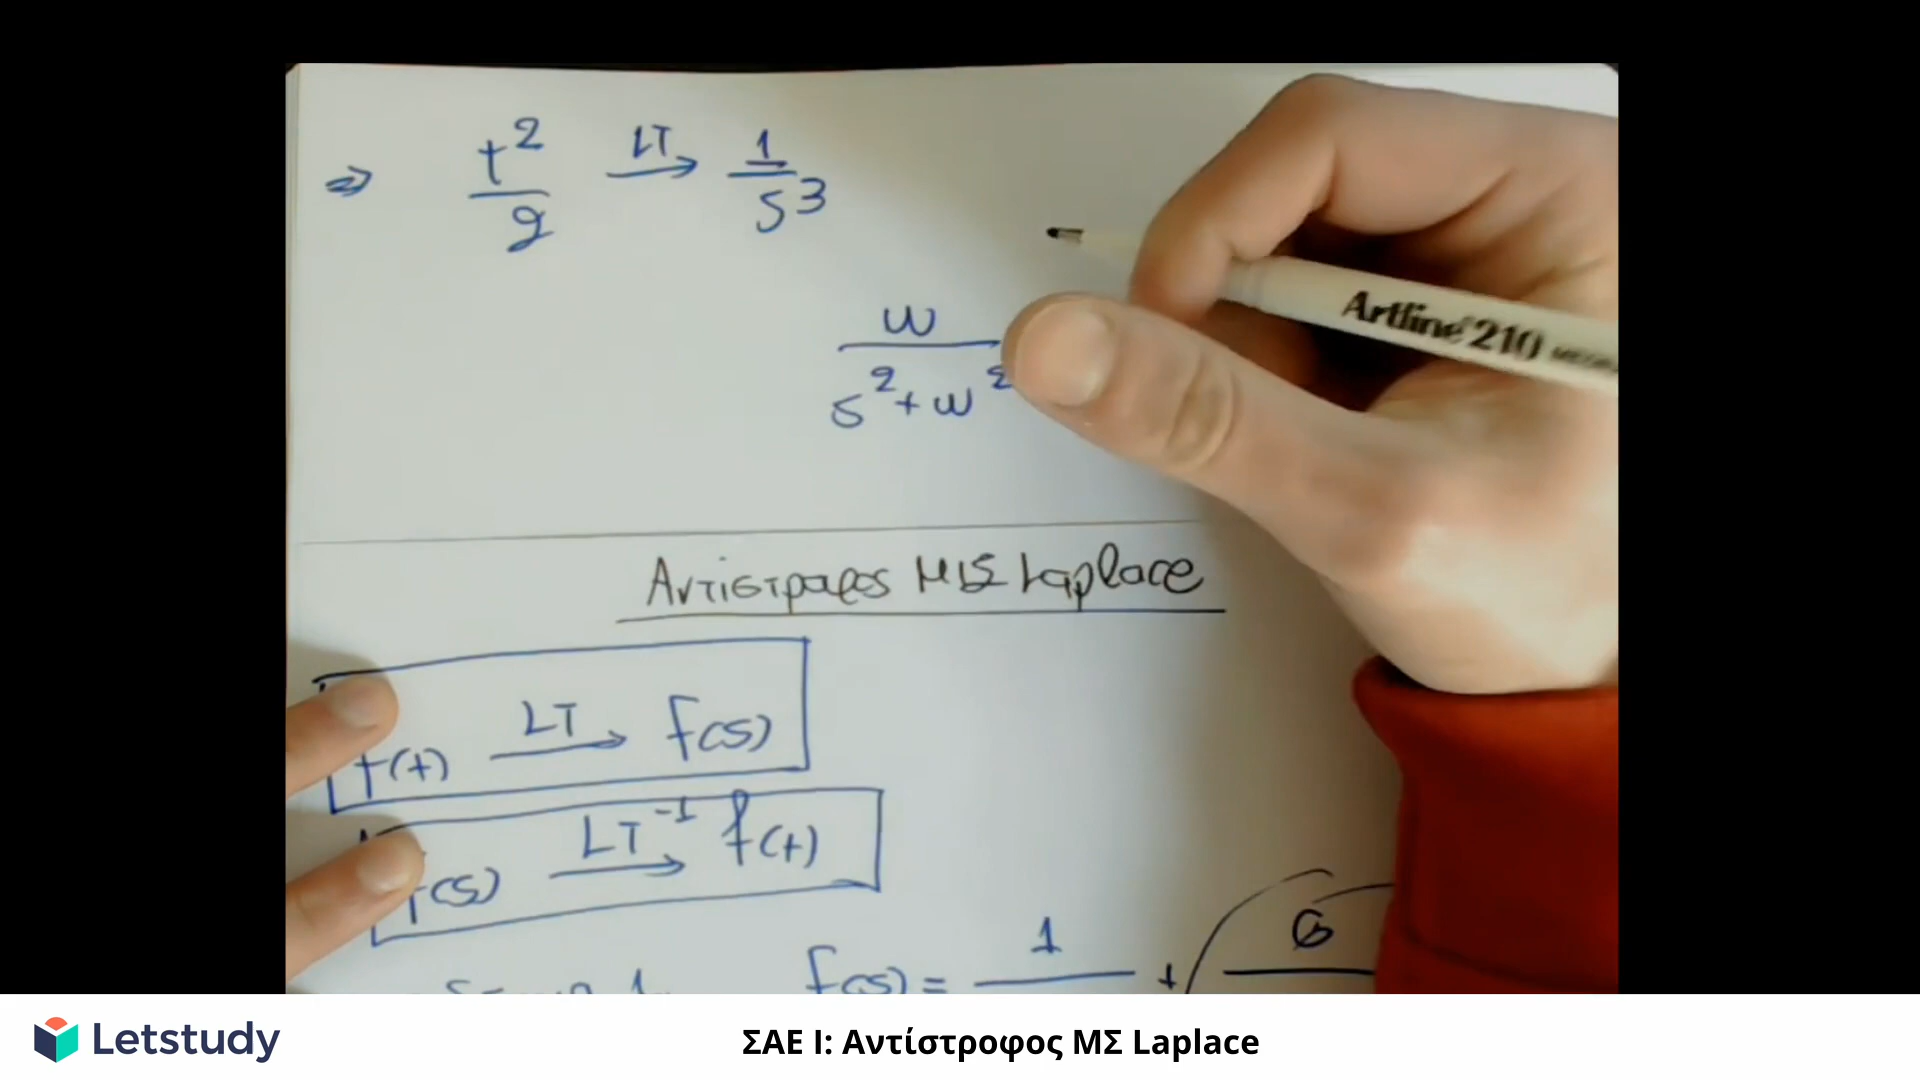 ⇒ t²/2 LT→ 1/s³
ω/s²+ω²
Αντίστροφος ΜΣ Laplace
f(t) LT→ F(s)
F(s) LT⁻¹→ f(t)
F(s) = 1 + 6
Artline 210
Letstudy
ΣΑΕ Ι: Αντίστροφος ΜΣ Laplace